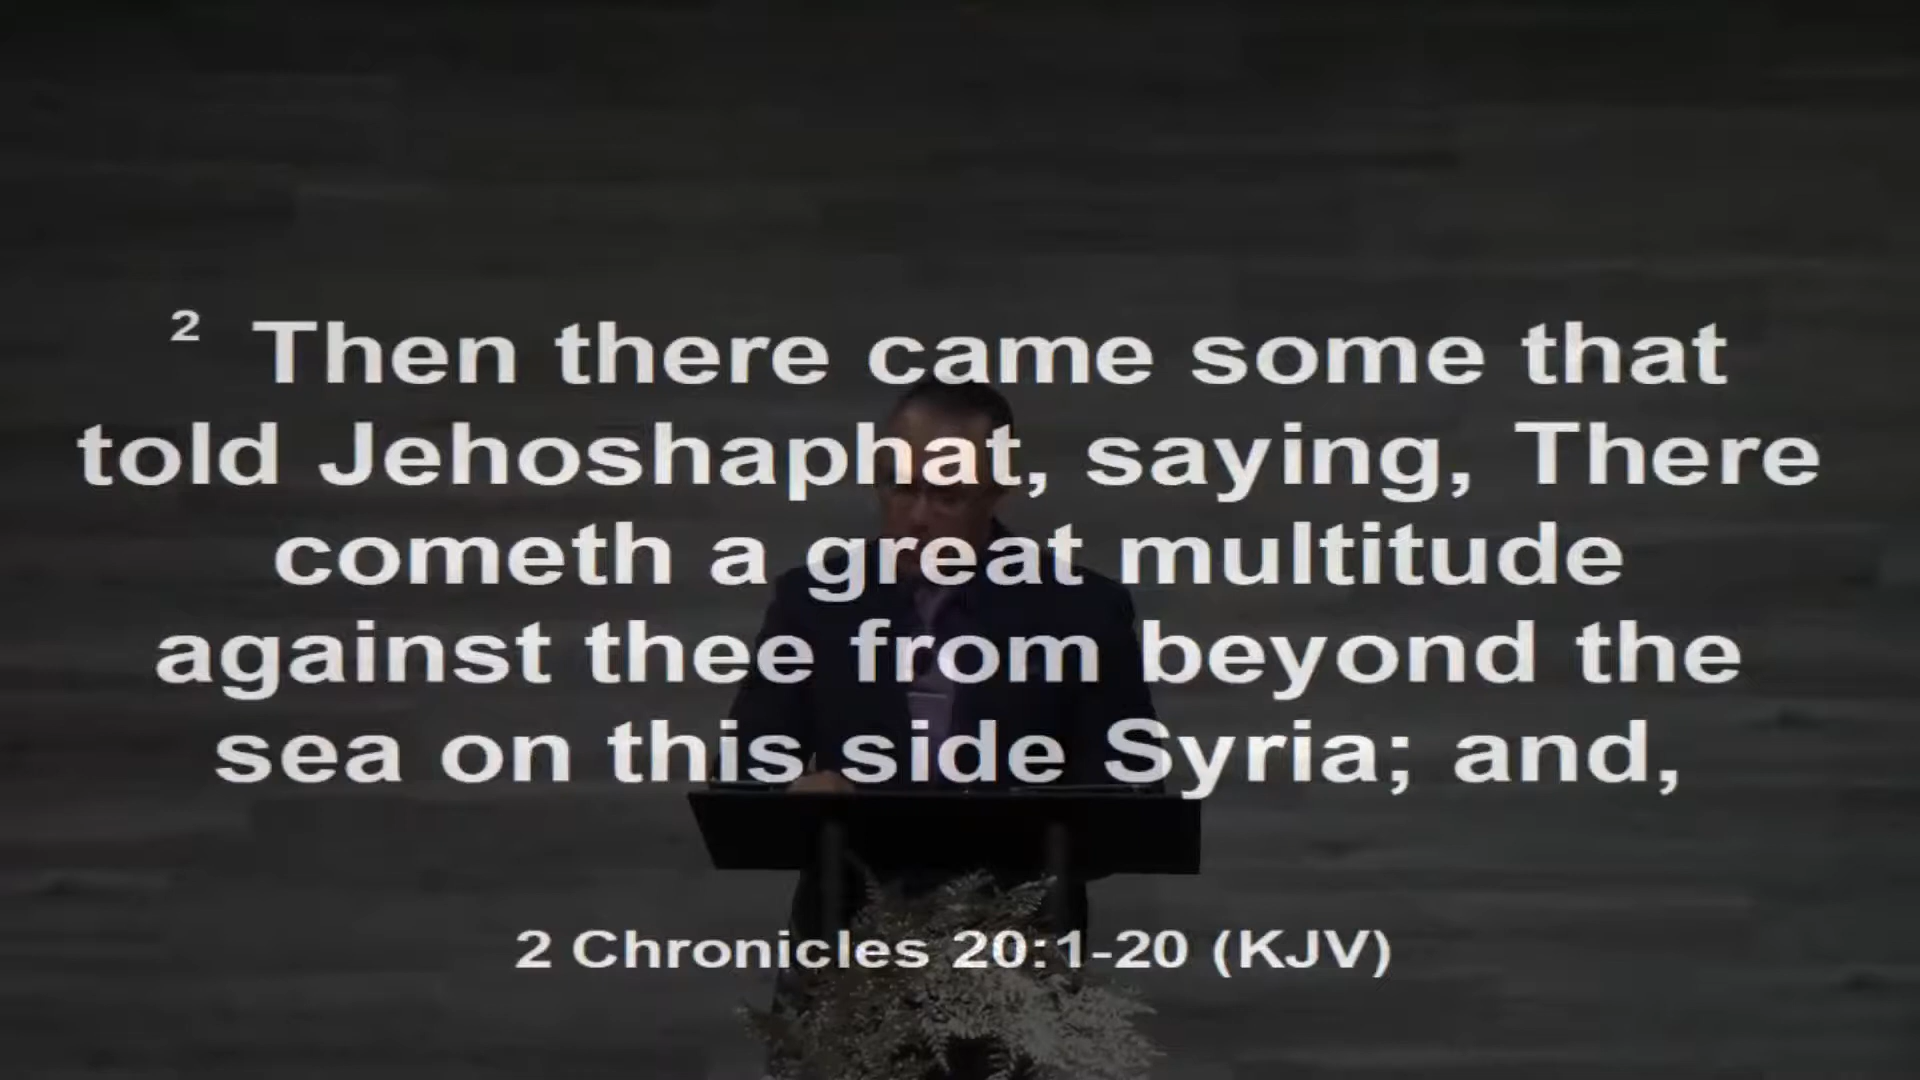 2 Then there came some that
told Jehoshaphat, saying, There
cometh a great multitude
against thee from beyond the
sea on this side Syria; and,
2 Chronicles 20:1-20 (KJV)